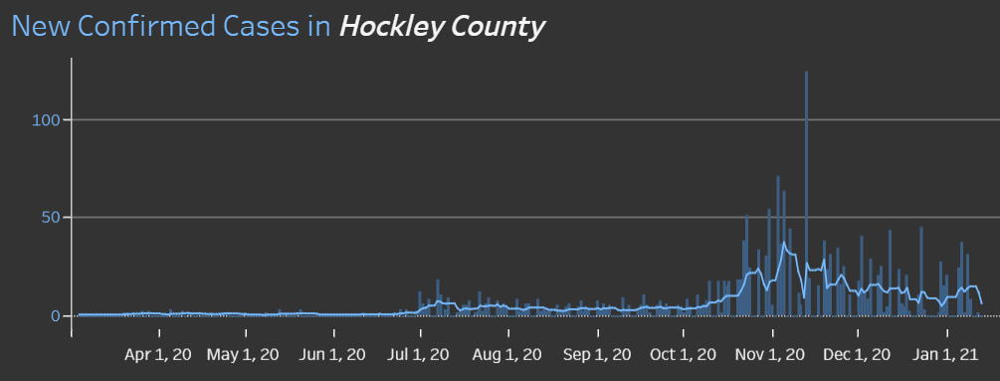 New Confirmed Cases in Hockley County
100
50
0
Apr 1, 20 May 1, 20 Jun 1, 20 Jul 1, 20 Aug 1, 20 Sep 1, 20 Oct 1, 20 Nov 1, 20 Dec 1, 20 Jan 1, 21